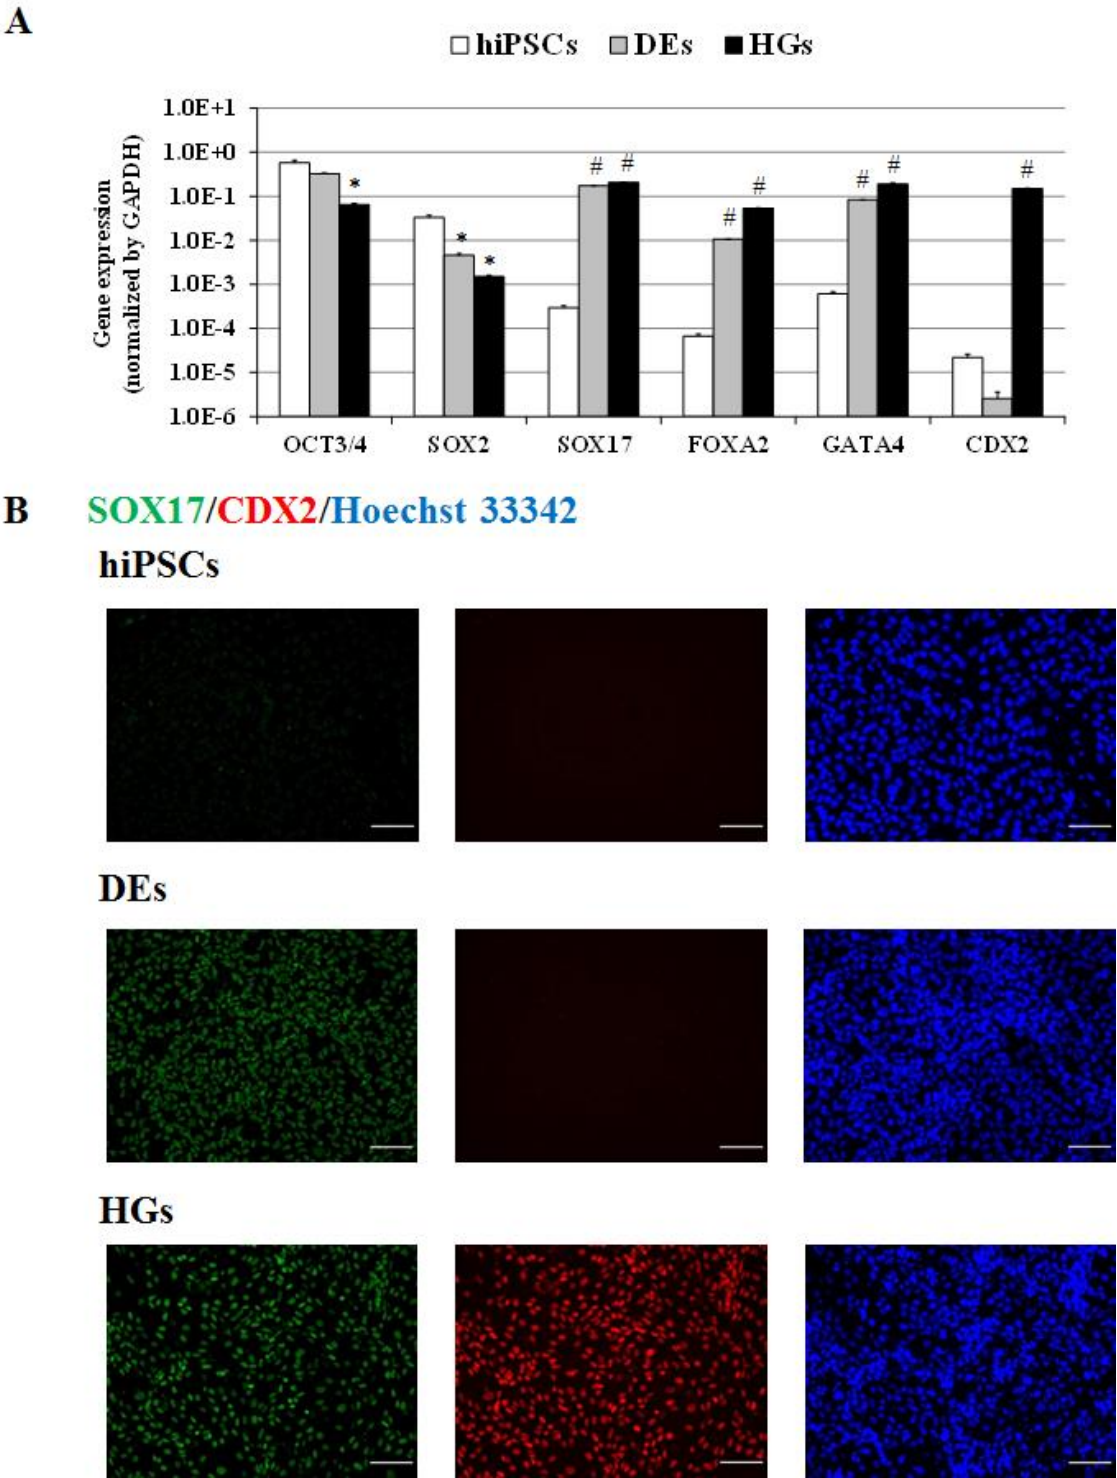 A
hiPSCs DEs HGs
Gene expression
(normalized by GAPDH)
1.0E+1
1.0E+0
1.0E-1
1.0E-2
1.0E-3
1.0E-4
1.0E-5
1.0E-6
*
* *
# #
# #
# #
#
OCT3/4 SOX2 SOX17 FOXA2 GATA4 CDX2
B SOX17/CDX2/Hoechst 33342
hiPSCs
DEs
HGs